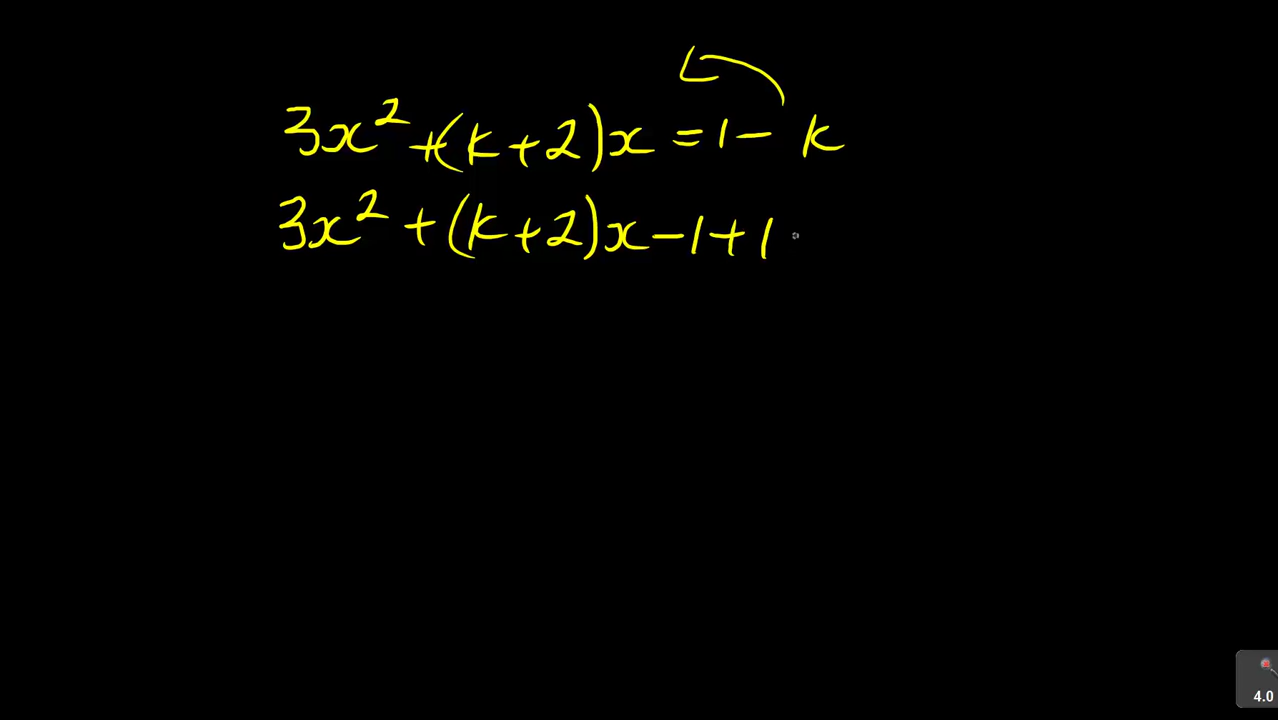 3x² + (k + 2)x = 1 - k
3x² + (k + 2)x - 1 + 1
4.0